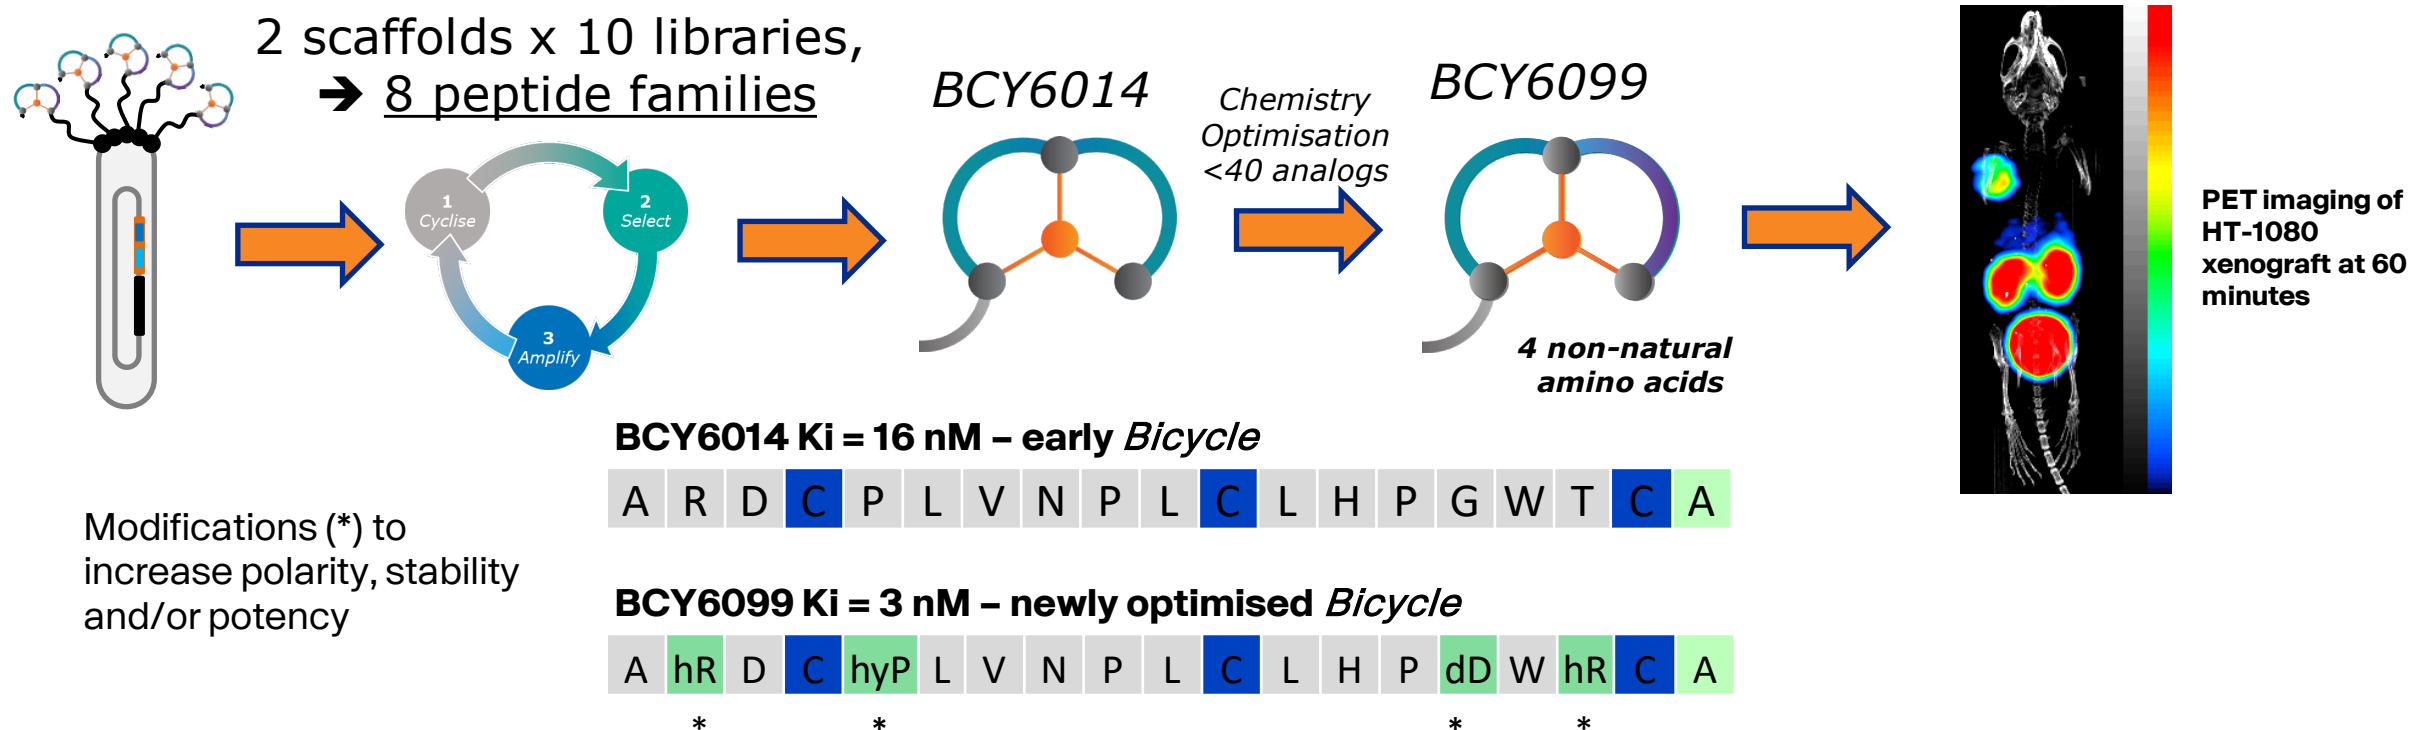 2 scaffolds x 10 libraries,
➔ 8 peptide families
1
Cyclise
2
Select
3
Amplify
BCY6014
Chemistry
Optimisation
<40 analogs
BCY6099
4 non-natural
amino acids
PET imaging of
HT-1080
xenograft at 60
minutes
BCY6014 Ki = 16 nM – early Bicycle
A R D C P L V N P L C L H P G W T C A
Modifications (*) to
increase polarity, stability
and/or potency
BCY6099 Ki = 3 nM – newly optimised Bicycle
A hR D C hyP L V N P L C L H P dD W hR C A
* * * *